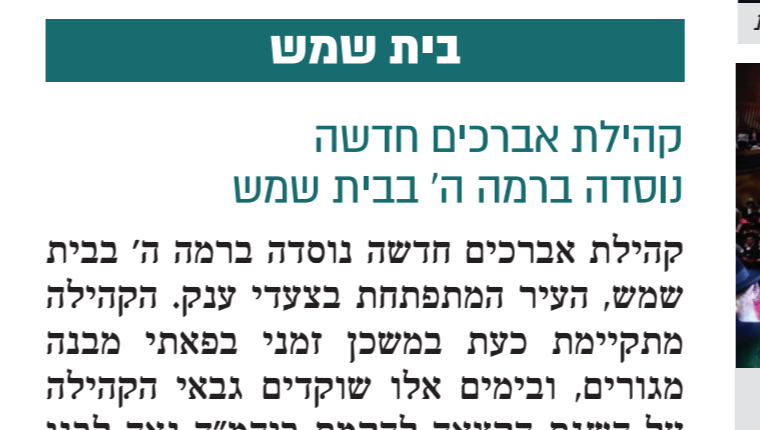 בית שמש
קהילת אברכים חדשה
נוסדה ברמה ה' בבית שמש
קהילת אברכים חדשה נוסדה ברמה ה' בבית
שמש, העיר המתפתחת בצעדי ענק. הקהילה
מתקיימת כעת במשכן זמני בפאתי מבנה
מגורים, ובימים אלו שוקדים גבאי הקהילה